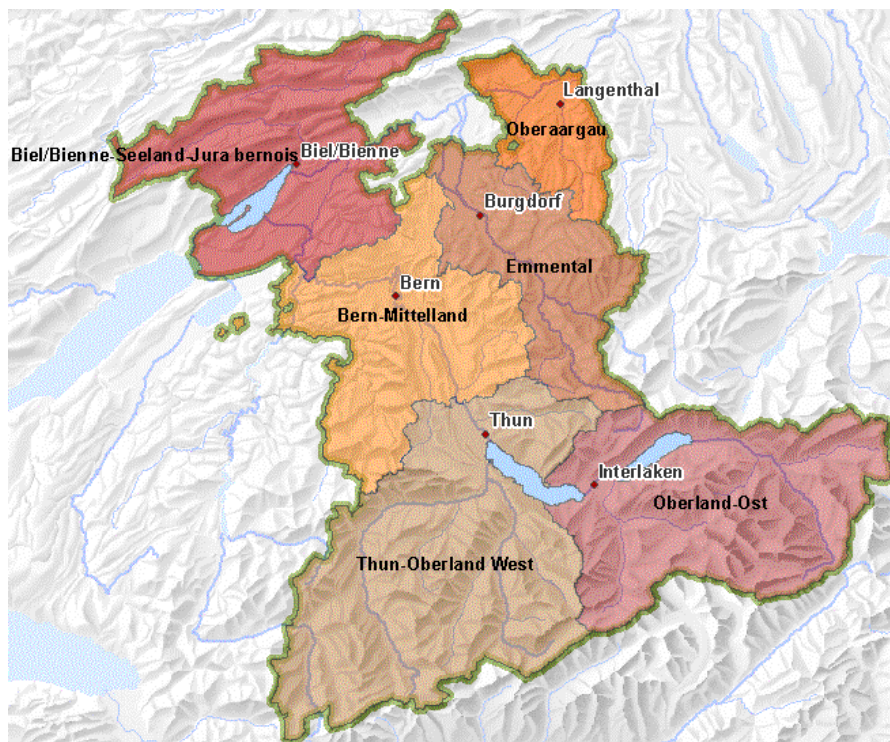 Langenthal
Oberaargau
Biel/Bienne-Seeland-Jura bernois
Biel/Bienne
Burgdorf
Emmental
Bern
Bern-Mittelland
Thun
Interlaken
Oberland-Ost
Thun-Oberland West